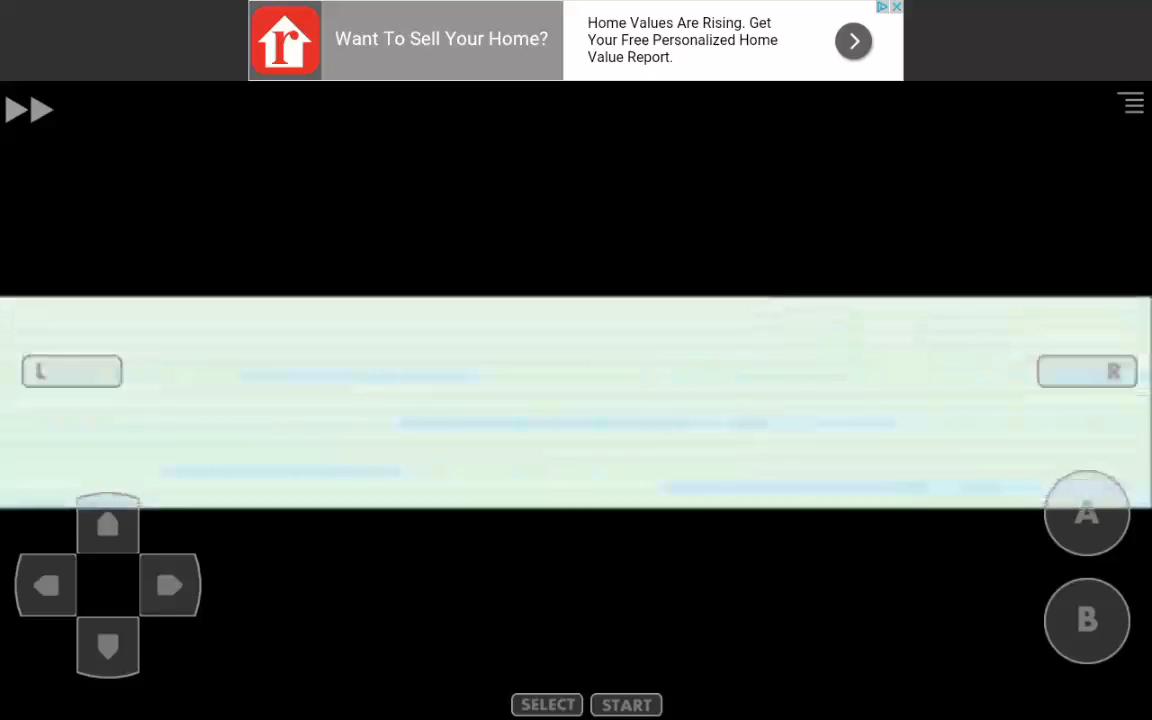 r
Want To Sell Your Home?
Home Values Are Rising. Get
Your Free Personalized Home
Value Report.
L
R
A
B
SELECT
START